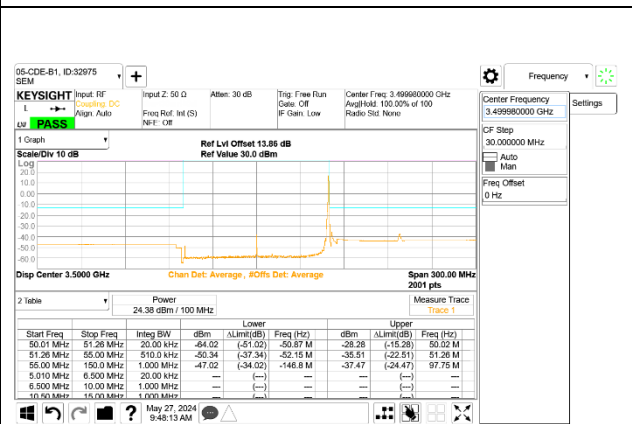 05-CDE-B1, ID:32975
SEM
Frequency
KEYSIGHT Input: RF Input Z: 50 Ω Atten: 30 dB Trig: Free Run Center Freq: 3.499980000 GHz
L Coupling: DC Gate: Off Avg|Hold: 100.00% of 100
Align: Auto Freq Ref: Int (S) IF Gain: Low Radio Std: None
PASS NFE: Off
Center Frequency
3.499980000 GHz
Settings
CF Step
30.000000 MHz
Auto
Man
Freq Offset
0 Hz
1 Graph
Ref Lvl Offset 13.86 dB
Scale/Div 10 dB Ref Value 30.0 dBm
Log
20.0
10.0
0.00
-10.0
-20.0
-30.0
-40.0
-50.0
-60.0
Disp Center 3.5000 GHz Chan Det: Average , #Offs Det: Average Span 300.00 MHz
2001 pts
2 Table
Power
24.38 dBm / 100 MHz
Measure Trace
Trace 1
Lower Upper
Start Freq Stop Freq Integ BW dBm ΔLimit(dB) Freq (Hz) dBm ΔLimit(dB) Freq (Hz)
50.01 MHz 51.26 MHz 20.00 kHz -64.02 (-51.02) -50.87 M -28.28 (-15.28) 50.02 M
51.26 MHz 55.00 MHz 510.0 kHz -50.34 (-37.34) -52.15 M -35.51 (-22.51) 51.26 M
55.00 MHz 150.0 MHz 1.000 MHz -47.02 (-34.02) -146.8 M -37.47 (-24.47) 97.75 M
5.010 MHz 6.500 MHz 20.00 kHz --- (---) --- --- (---) ---
6.500 MHz 10.00 MHz 1.000 MHz --- (---) --- --- (---) ---
10.50 MHz 15.00 MHz 1.000 MHz --- (---) --- --- (---) ---
May 27, 2024
9:48:13 AM